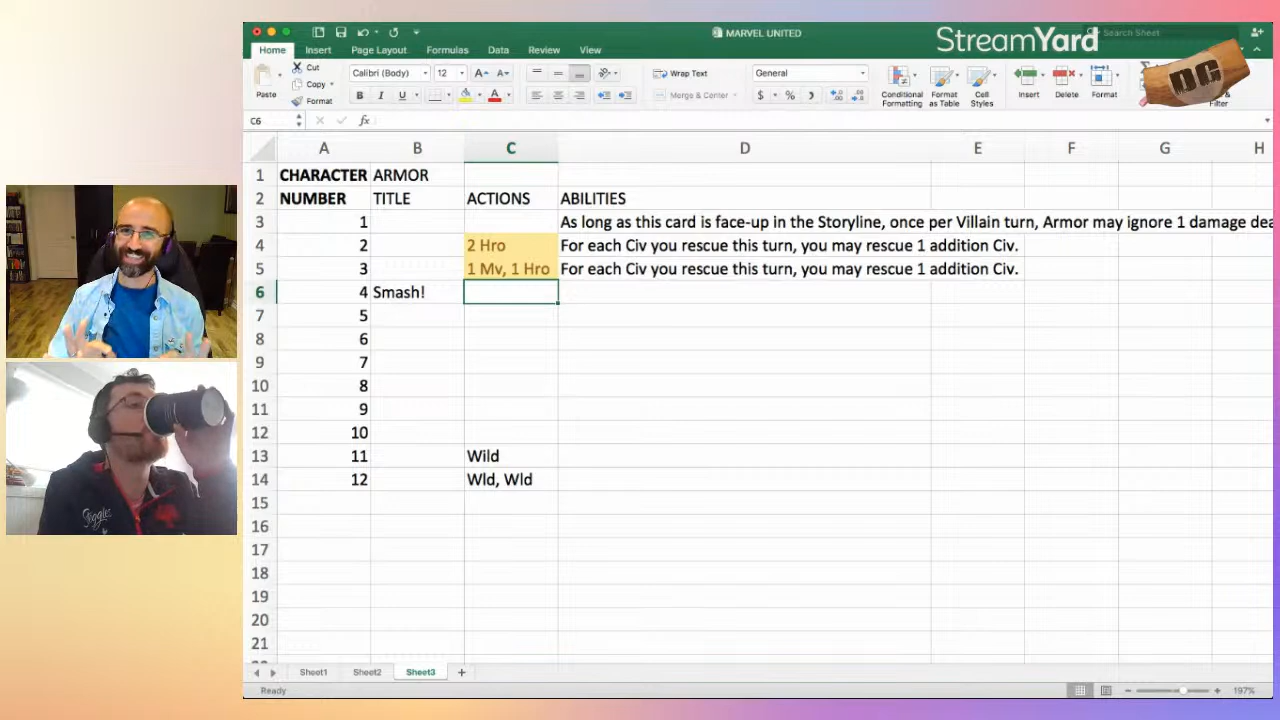 MARVEL UNITED
StreamYard
Search Sheet
DC
Home Insert Page Layout Formulas Data Review View
Cut
Copy
Format
Paste
Calibri (Body) 12 A A
B I U A
Wrap Text
Merge & Center
General
$ % )
Conditional Formatting
Format as Table
Cell Styles
Insert
Delete
Format
Filter
C6 fx
A B C D E F G H
1 CHARACTER ARMOR
2 NUMBER TITLE ACTIONS ABILITIES
3 1 As long as this card is face-up in the Storyline, once per Villain turn, Armor may ignore 1 damage dea
4 2 2 Hro For each Civ you rescue this turn, you may rescue 1 addition Civ.
5 3 1 Mv, 1 Hro For each Civ you rescue this turn, you may rescue 1 addition Civ.
6 4 Smash!
7 5
8 6
9 7
10 8
11 9
12 10
13 11 Wild
14 12 Wld, Wld
15
16
17
18
19
20
21
Sheet1 Sheet2 Sheet3 +
Ready
197%